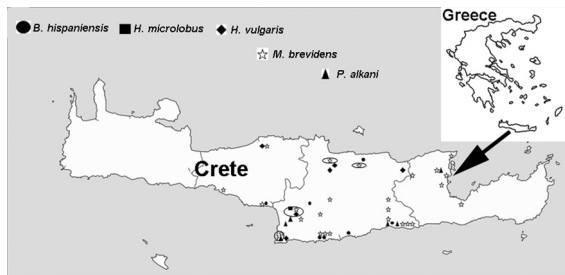 B. hispaniensis H. microlobus H. vulgaris
M. brevidens
P. alkani
Greece
Crete